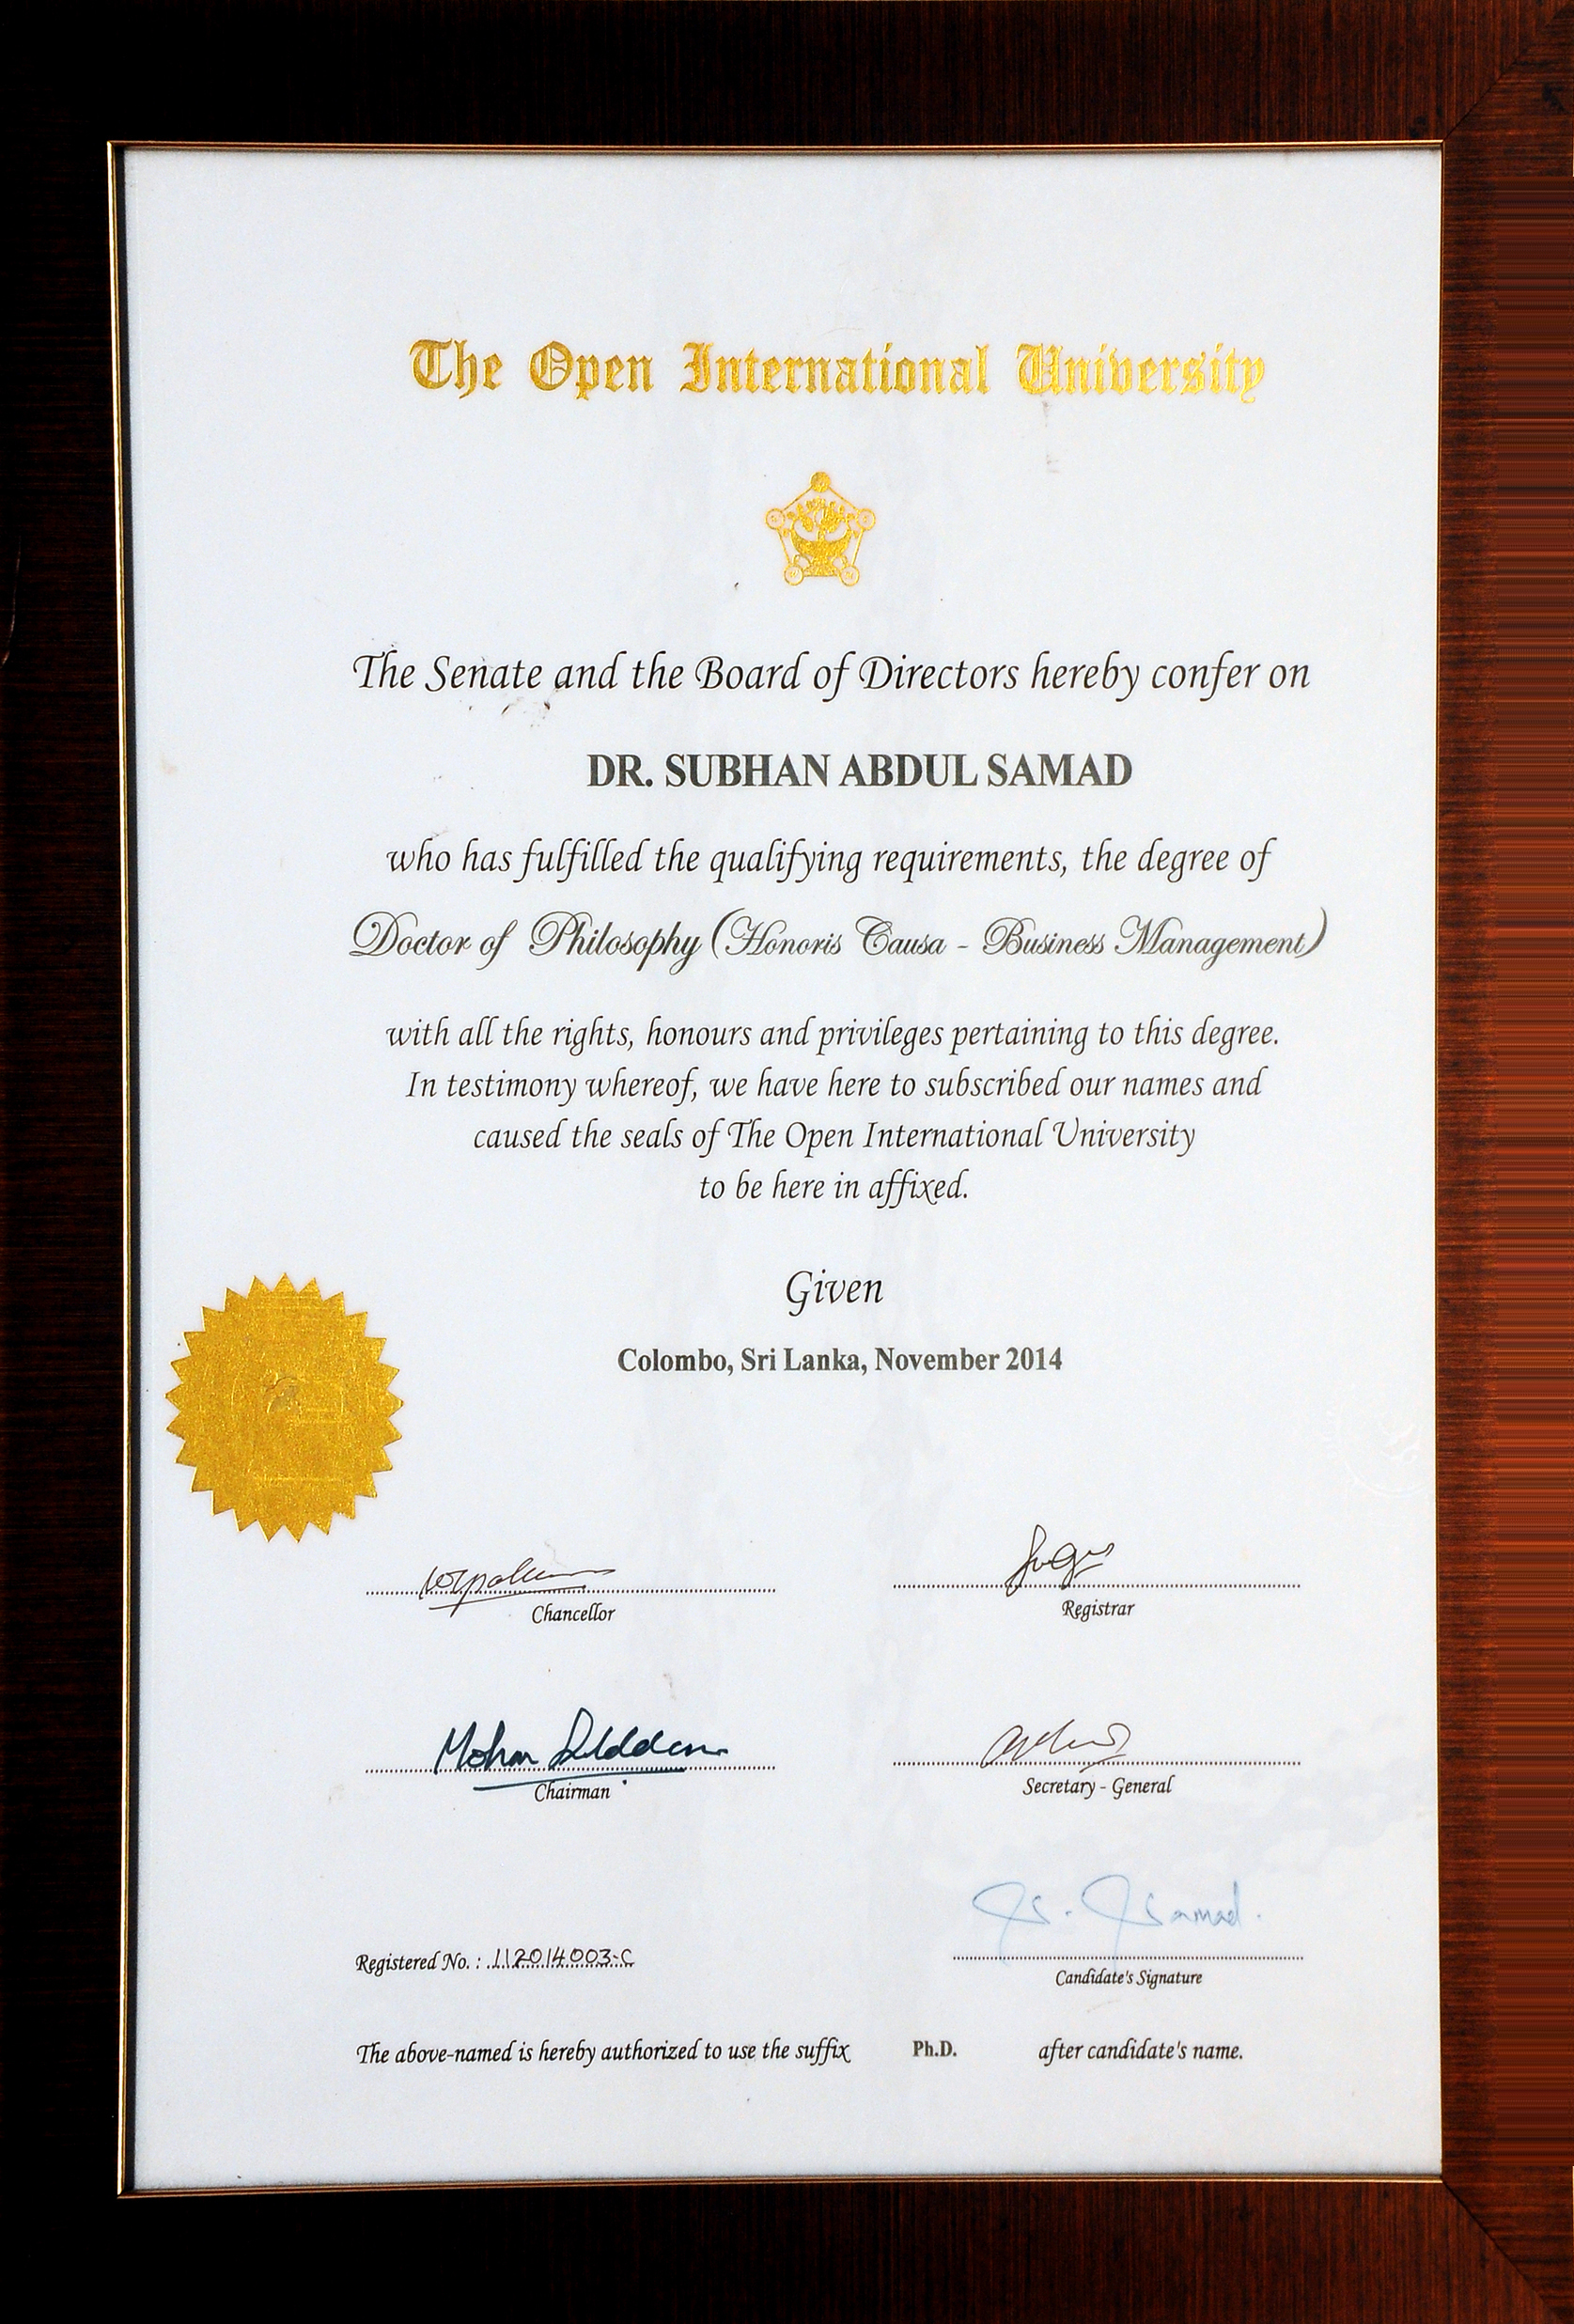 The Open International University
The Senate and the Board of Directors hereby confer on
DR. SUBHAN ABDUL SAMAD
who has fulfilled the qualifying requirements, the degree of
Doctor of Philosophy (Honoris Causa - Business Management)
with all the rights, honours and privileges pertaining to this degree.
In testimony whereof, we have here to subscribed our names and
caused the seals of The Open International University
to be here in affixed.
Given
Colombo, Sri Lanka, November 2014
Chancellor
Registrar
Mohan
Chairman
Secretary - General
Samad.
Registered No. : 112014003-C
Candidate's Signature
The above-named is hereby authorized to use the suffix Ph.D. after candidate's name.